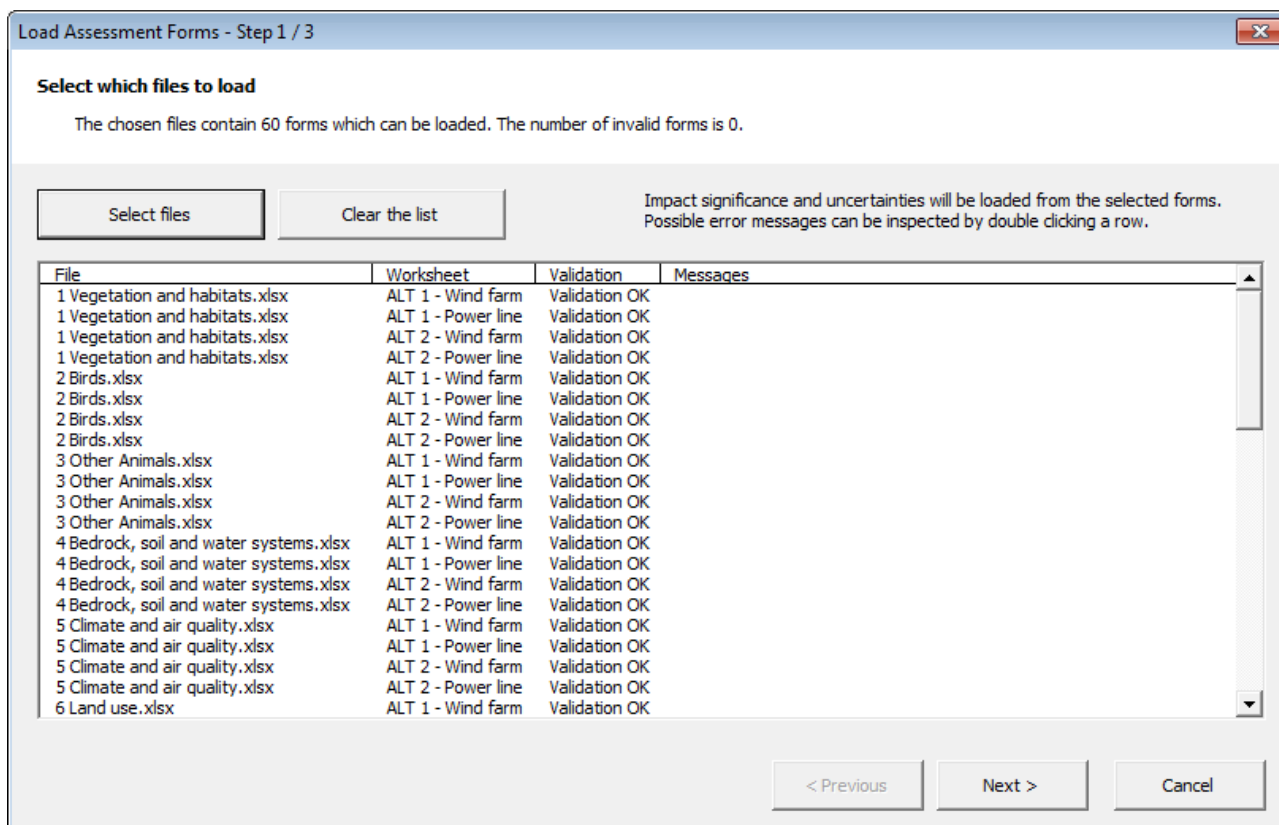 Load Assessment Forms - Step 1 / 3
Select which files to load
The chosen files contain 60 forms which can be loaded. The number of invalid forms is 0.
Select files
Clear the list
Impact significance and uncertainties will be loaded from the selected forms.
Possible error messages can be inspected by double clicking a row.
File Worksheet Validation Messages
1 Vegetation and habitats.xlsx ALT 1 - Wind farm Validation OK
1 Vegetation and habitats.xlsx ALT 1 - Power line Validation OK
1 Vegetation and habitats.xlsx ALT 2 - Wind farm Validation OK
1 Vegetation and habitats.xlsx ALT 2 - Power line Validation OK
2 Birds.xlsx ALT 1 - Wind farm Validation OK
2 Birds.xlsx ALT 1 - Power line Validation OK
2 Birds.xlsx ALT 2 - Wind farm Validation OK
2 Birds.xlsx ALT 2 - Power line Validation OK
3 Other Animals.xlsx ALT 1 - Wind farm Validation OK
3 Other Animals.xlsx ALT 1 - Power line Validation OK
3 Other Animals.xlsx ALT 2 - Wind farm Validation OK
3 Other Animals.xlsx ALT 2 - Power line Validation OK
4 Bedrock, soil and water systems.xlsx ALT 1 - Wind farm Validation OK
4 Bedrock, soil and water systems.xlsx ALT 1 - Power line Validation OK
4 Bedrock, soil and water systems.xlsx ALT 2 - Wind farm Validation OK
4 Bedrock, soil and water systems.xlsx ALT 2 - Power line Validation OK
5 Climate and air quality.xlsx ALT 1 - Wind farm Validation OK
5 Climate and air quality.xlsx ALT 1 - Power line Validation OK
5 Climate and air quality.xlsx ALT 2 - Wind farm Validation OK
5 Climate and air quality.xlsx ALT 2 - Power line Validation OK
6 Land use.xlsx ALT 1 - Wind farm Validation OK
< Previous
Next >
Cancel